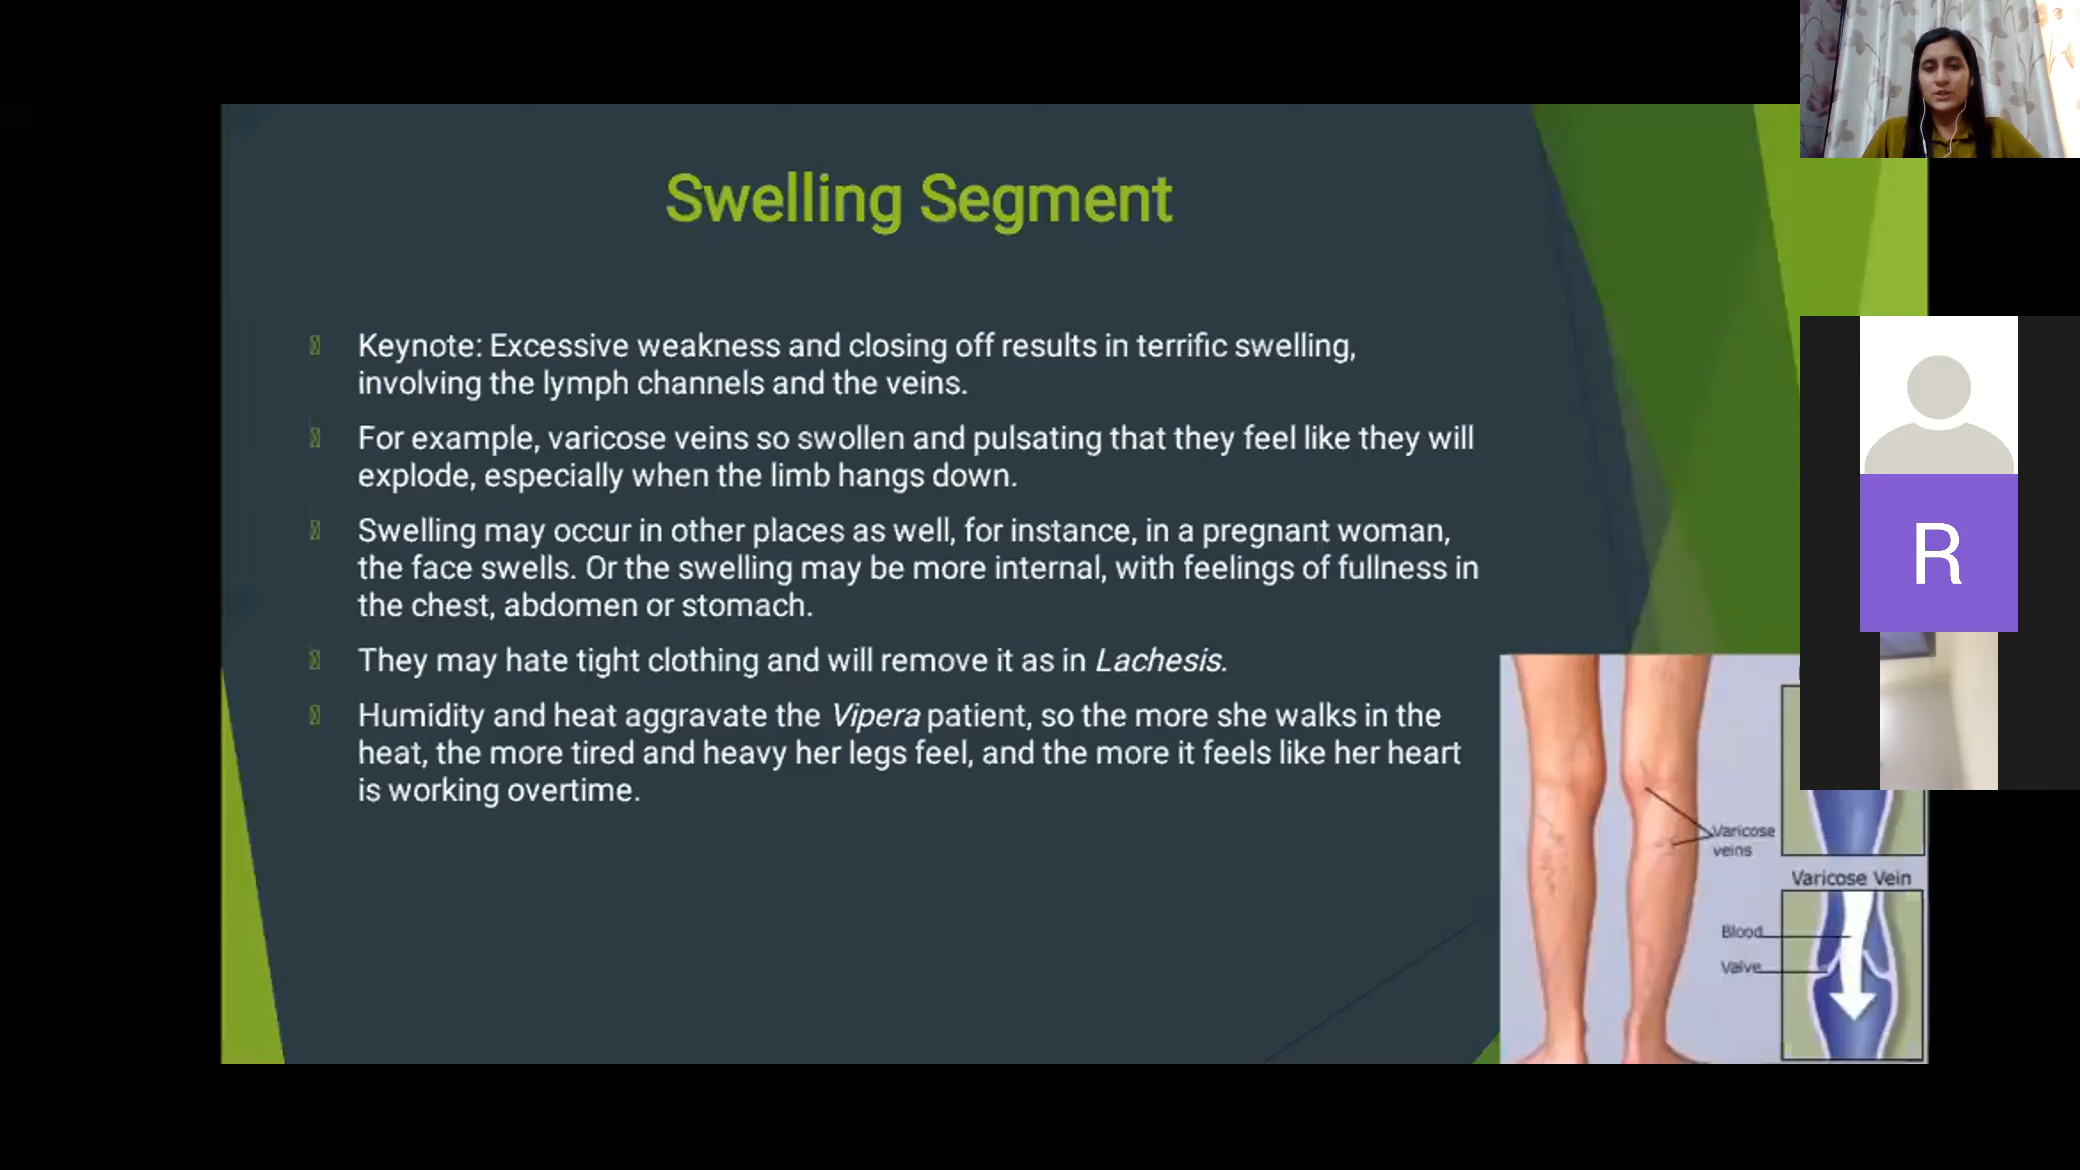 Swelling Segment
Keynote: Excessive weakness and closing off results in terrific swelling,
involving the lymph channels and the veins.
For example, varicose veins so swollen and pulsating that they feel like they will
explode, especially when the limb hangs down.
Swelling may occur in other places as well, for instance, in a pregnant woman,
the face swells. Or the swelling may be more internal, with feelings of fullness in
the chest, abdomen or stomach.
They may hate tight clothing and will remove it as in Lachesis.
Humidity and heat aggravate the Vipera patient, so the more she walks in the
heat, the more tired and heavy her legs feel, and the more it feels like her heart
is working overtime.
R
Varicose
veins
Varicose Vein
Blood
Valve